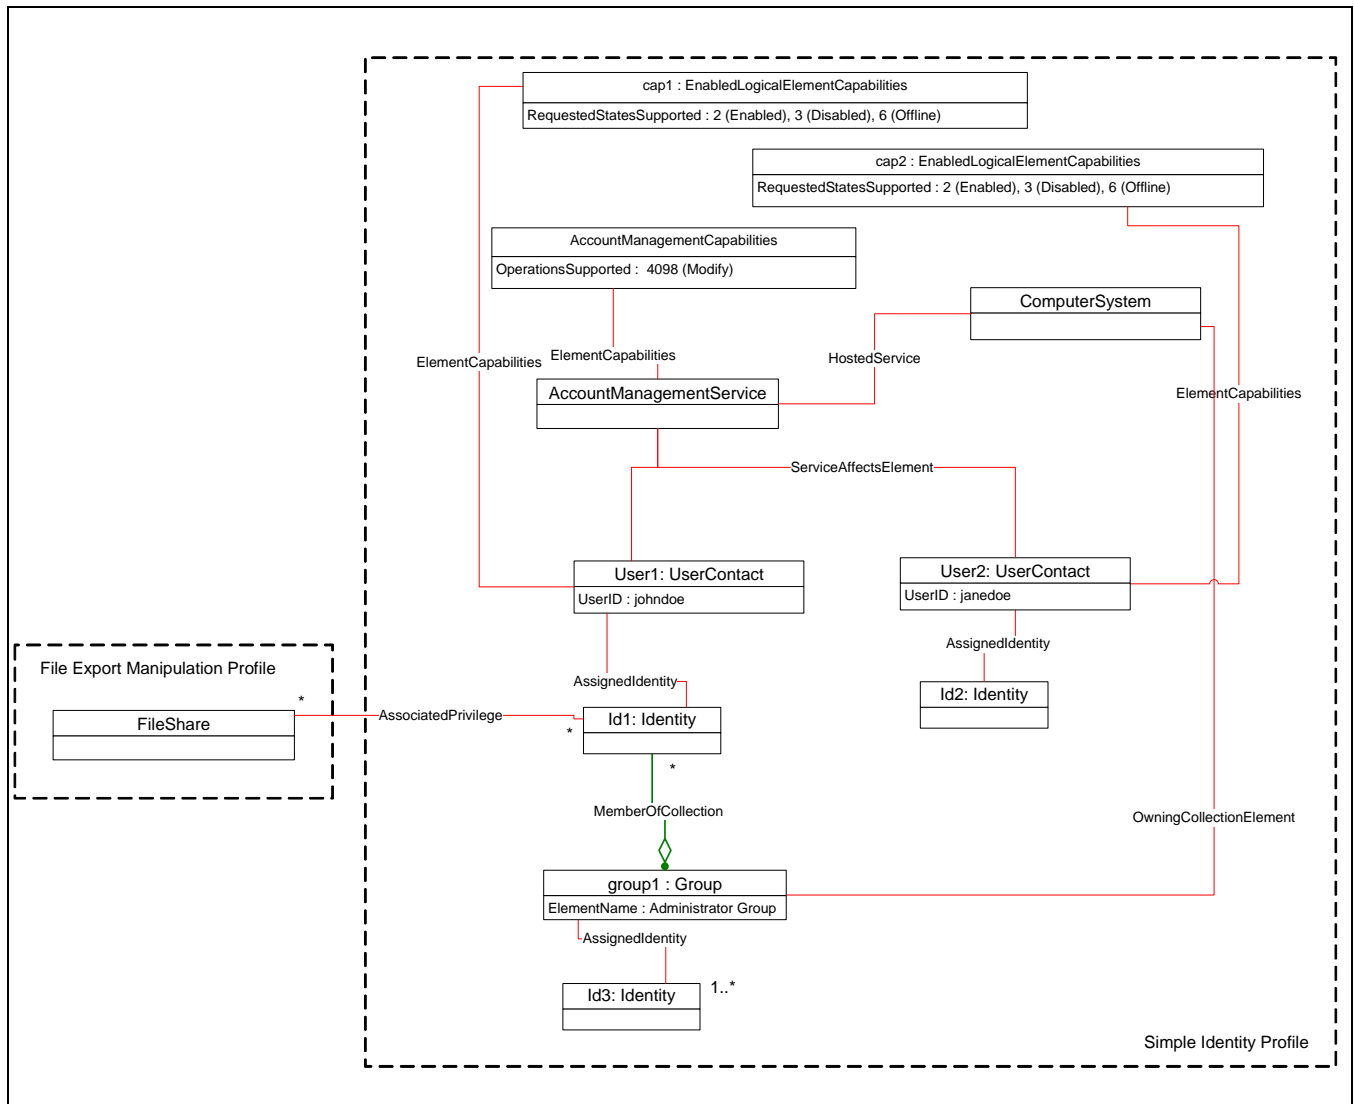 cap1 : EnabledLogicalElementCapabilities
RequestedStatesSupported : 2 (Enabled), 3 (Disabled), 6 (Offline)
cap2 : EnabledLogicalElementCapabilities
RequestedStatesSupported : 2 (Enabled), 3 (Disabled), 6 (Offline)
AccountManagementCapabilities
OperationsSupported : 4098 (Modify)
ComputerSystem
ElementCapabilities
ElementCapabilities
HostedService
AccountManagementService
ElementCapabilities
ServiceAffectsElement
User1: UserContact
UserID : johndoe
User2: UserContact
UserID : janedoe
AssignedIdentity
File Export Manipulation Profile
AssignedIdentity
Id2: Identity
*
FileShare
AssociatedPrivilege
*
Id1: Identity
*
MemberOfCollection
OwningCollectionElement
group1 : Group
ElementName : Administrator Group
AssignedIdentity
Id3: Identity
1..*
Simple Identity Profile